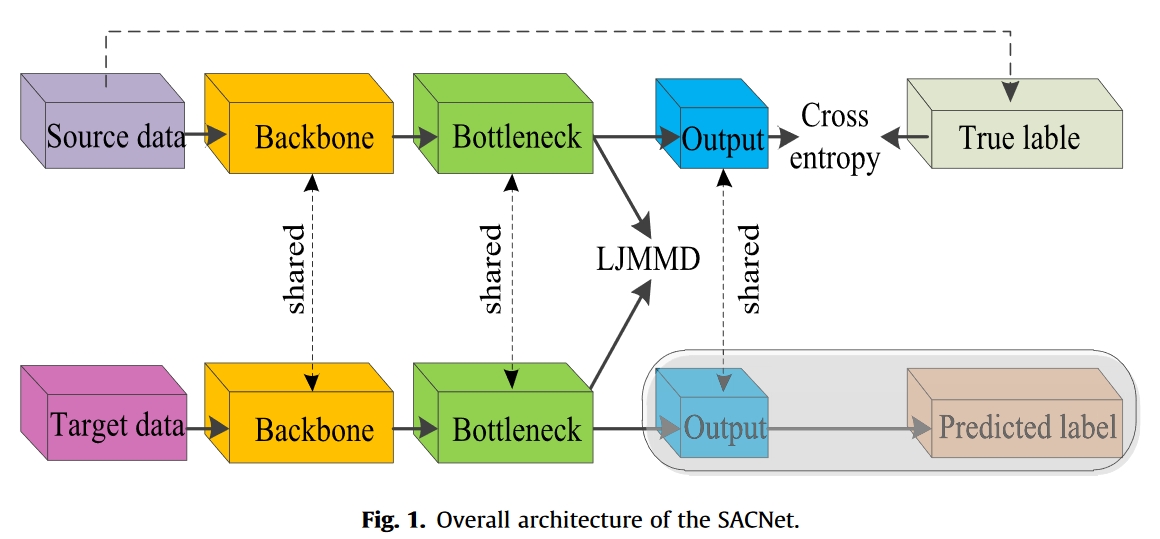 Source data
Backbone
Bottleneck
Output
Cross
entropy
True lable
shared
shared
LJMMD
shared
Target data
Backbone
Bottleneck
Output
Predicted label
Fig. 1. Overall architecture of the SACNet.